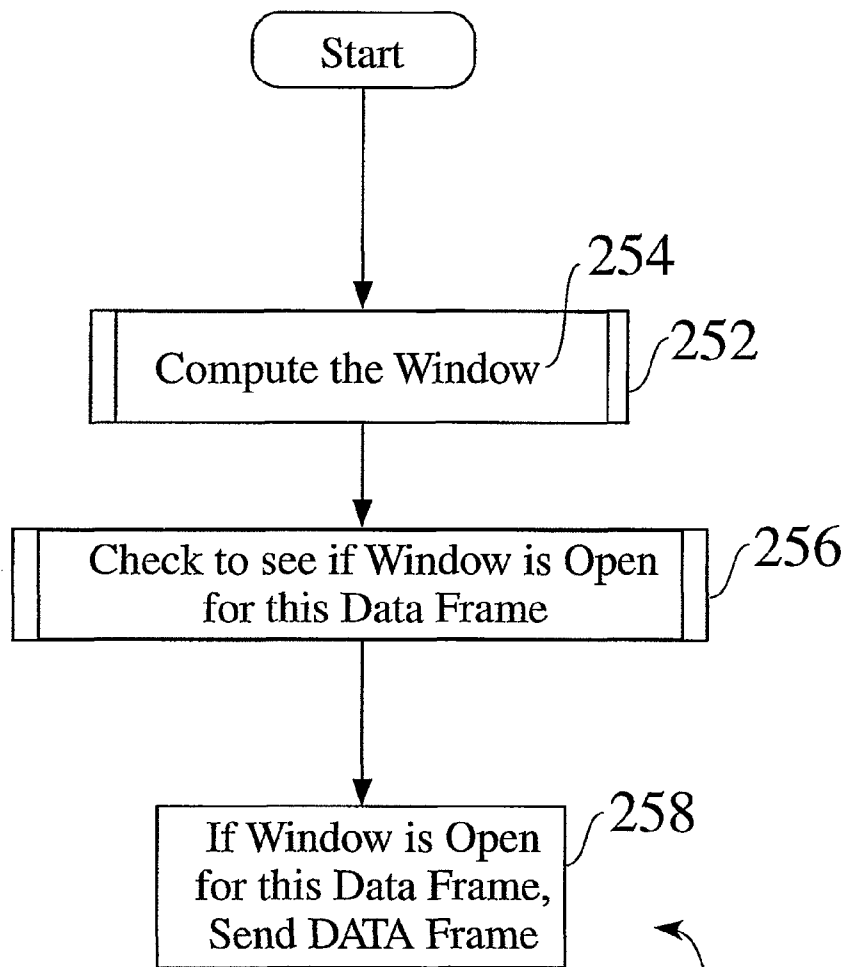 Start
254
Compute the Window
252
Check to see if Window is Open
for this Data Frame
256
If Window is Open
for this Data Frame,
Send DATA Frame
258